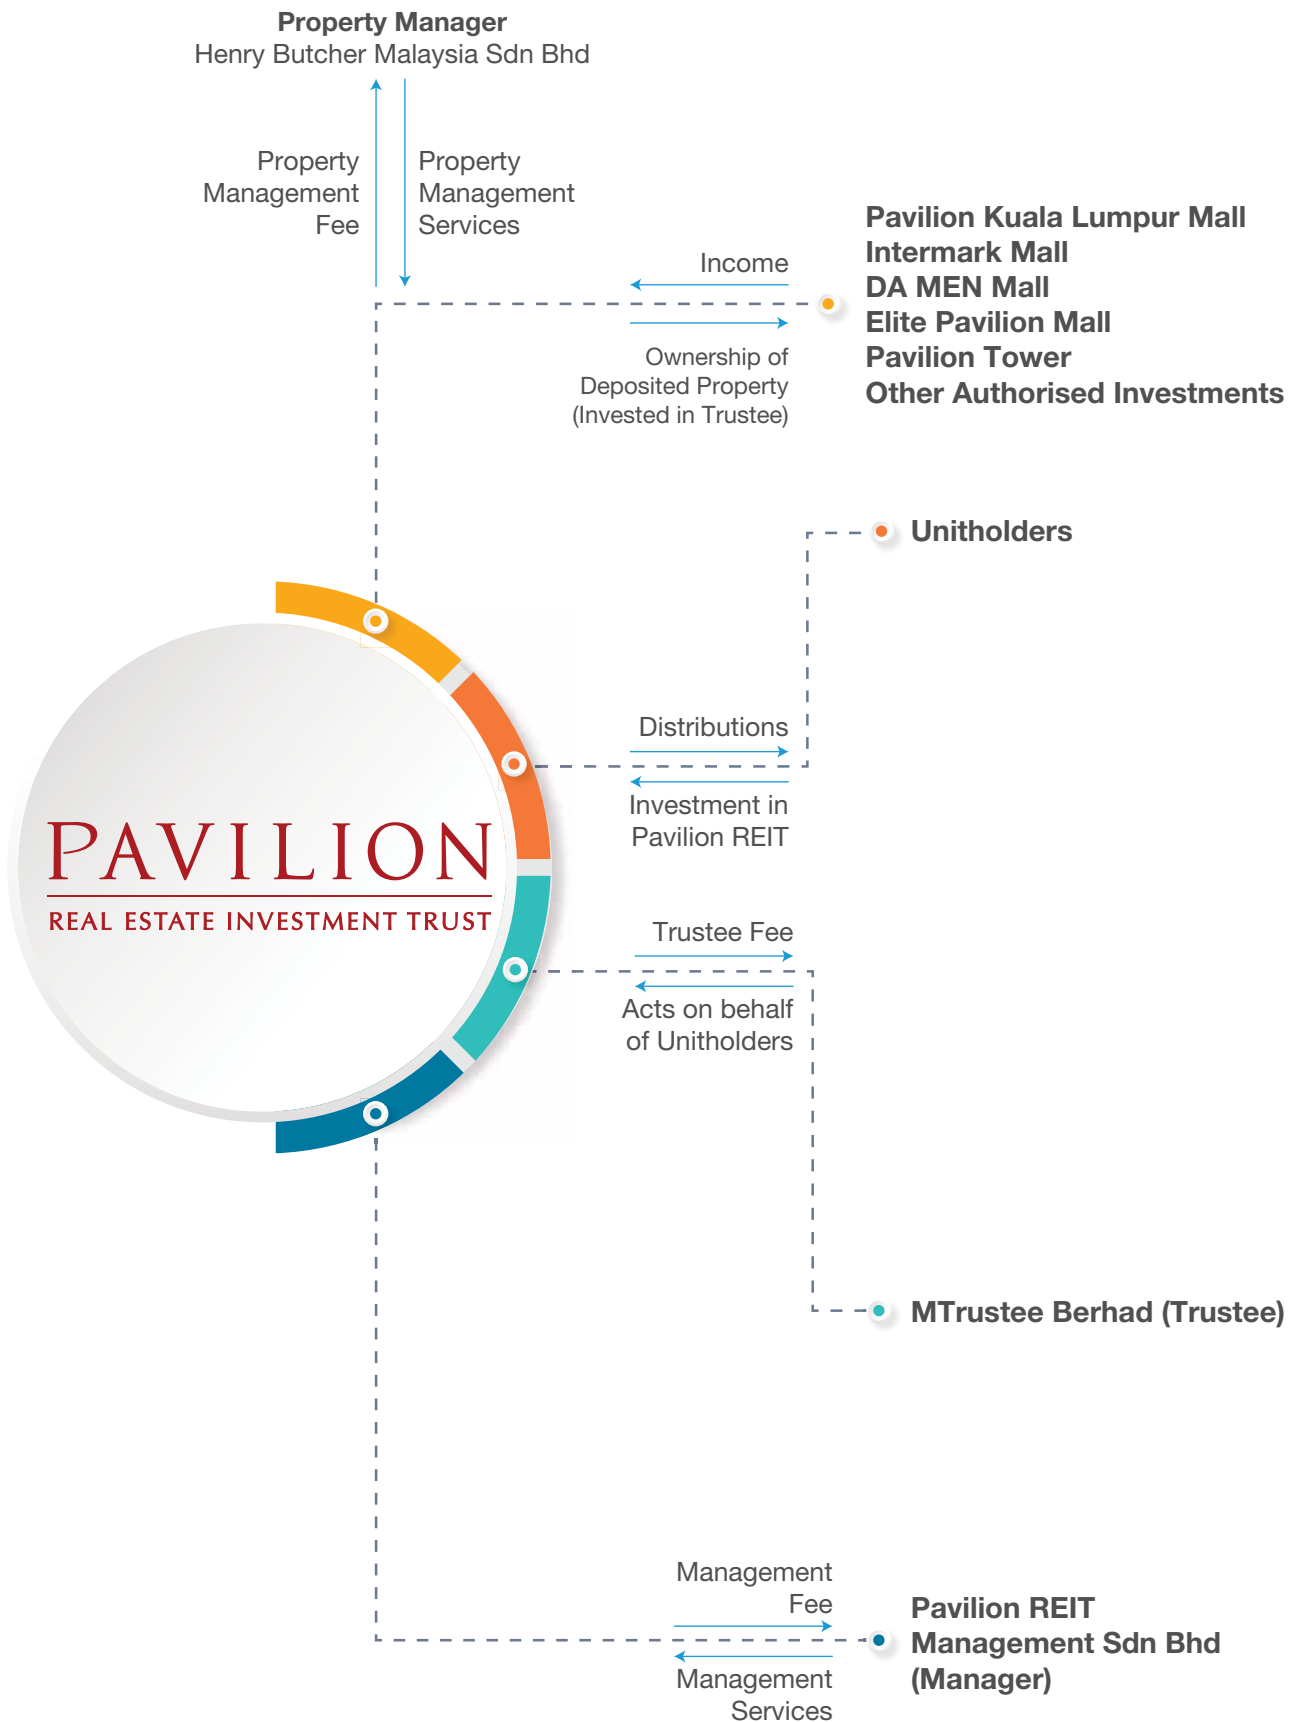 Property Manager
Henry Butcher Malaysia Sdn Bhd
Property
Management
Fee
Property
Management
Services
Income
Ownership of
Deposited Property
(Invested in Trustee)
Pavilion Kuala Lumpur Mall
Intermark Mall
DA MEN Mall
Elite Pavilion Mall
Pavilion Tower
Other Authorised Investments
Unitholders
Distributions
Investment in
Pavilion REIT
PAVILION
REAL ESTATE INVESTMENT TRUST
Trustee Fee
Acts on behalf
of Unitholders
MTrustee Berhad (Trustee)
Management
Fee
Management
Services
Pavilion REIT
Management Sdn Bhd
(Manager)